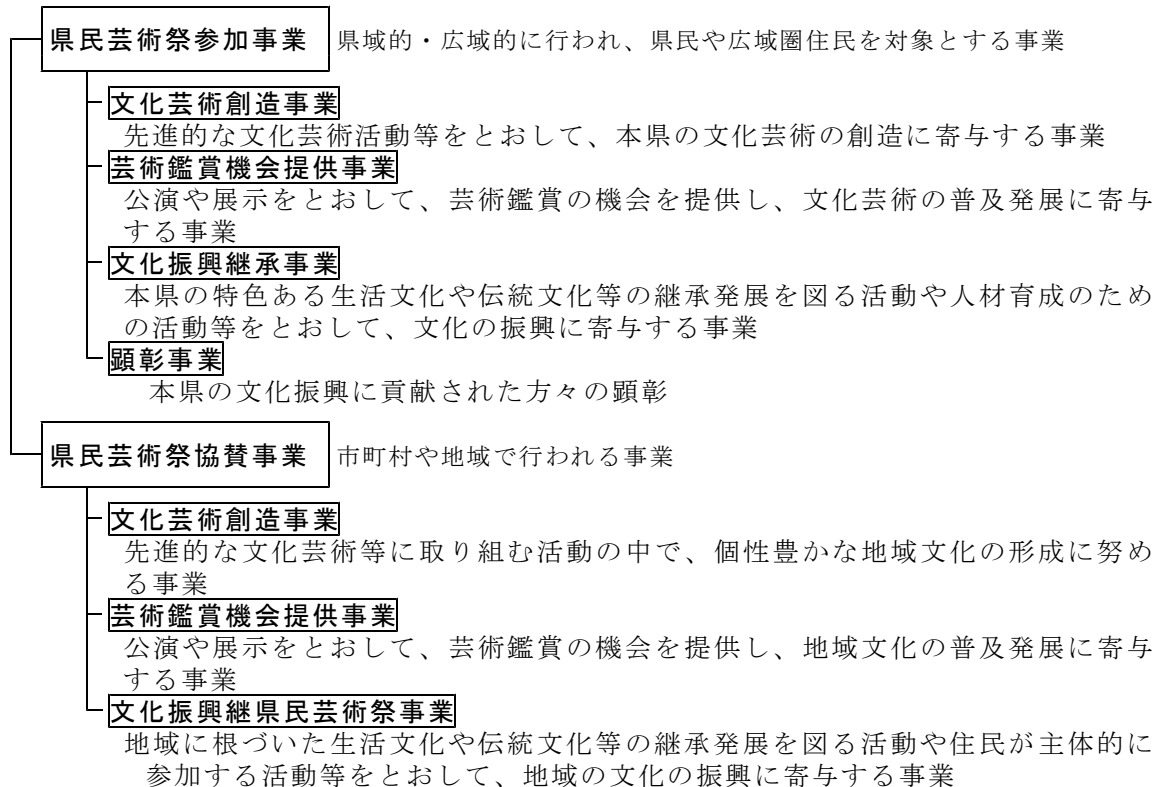 県民芸術祭参加事業 県域的・広域的に行われ、県民や広域圏住民を対象とする事業
文化芸術創造事業
先進的な文化芸術活動等をとおして、本県の文化芸術の創造に寄与する事業
芸術鑑賞機会提供事業
公演や展示をとおして、芸術鑑賞の機会を提供し、文化芸術の普及発展に寄与
する事業
文化振興継承事業
本県の特色ある生活文化や伝統文化等の継承発展を図る活動や人材育成のため
の活動等をとおして、文化の振興に寄与する事業
顕彰事業
本県の文化振興に貢献された方々の顕彰
県民芸術祭協賛事業 市町村や地域で行われる事業
文化芸術創造事業
先進的な文化芸術等に取り組む活動の中で、個性豊かな地域文化の形成に努め
る事業
芸術鑑賞機会提供事業
公演や展示をとおして、芸術鑑賞の機会を提供し、地域文化の普及発展に寄与
する事業
文化振興継県民芸術祭事業
地域に根づいた生活文化や伝統文化等の継承発展を図る活動や住民が主体的に
参加する活動等をとおして、地域の文化の振興に寄与する事業